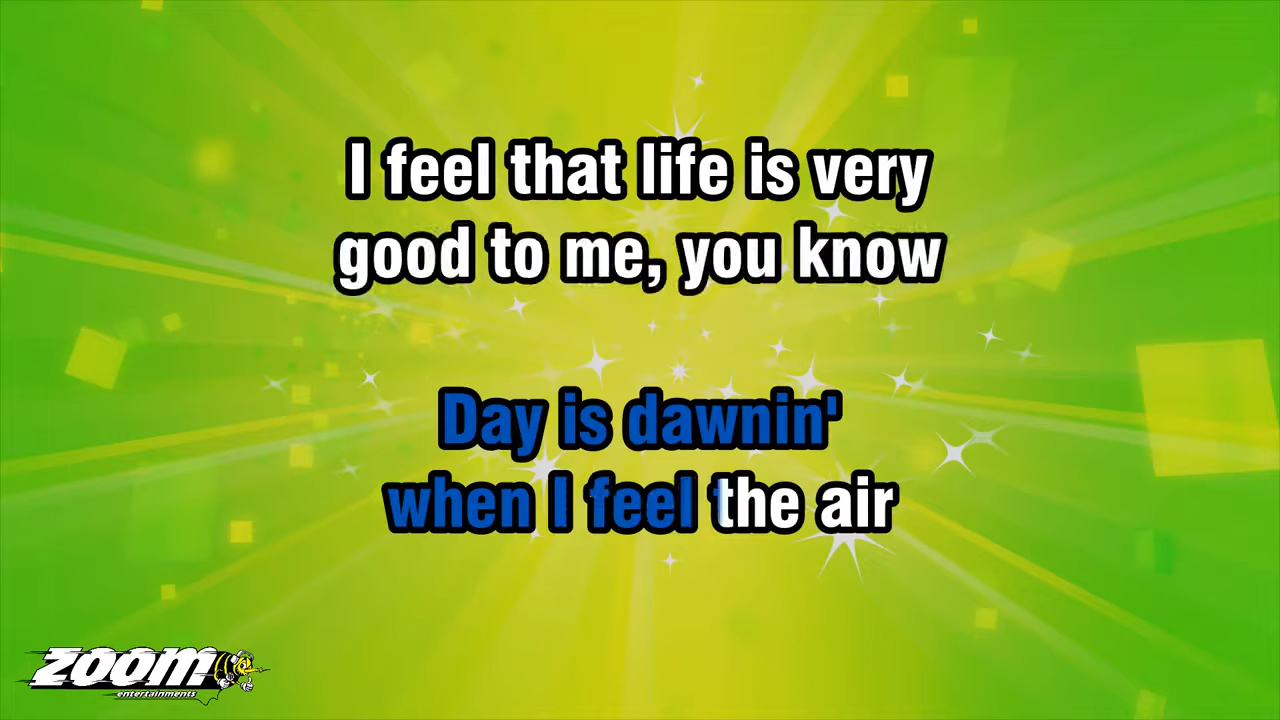 I feel that life is very
good to me, you know
Day is dawnin'
when I feel the air
zoom
entertainments